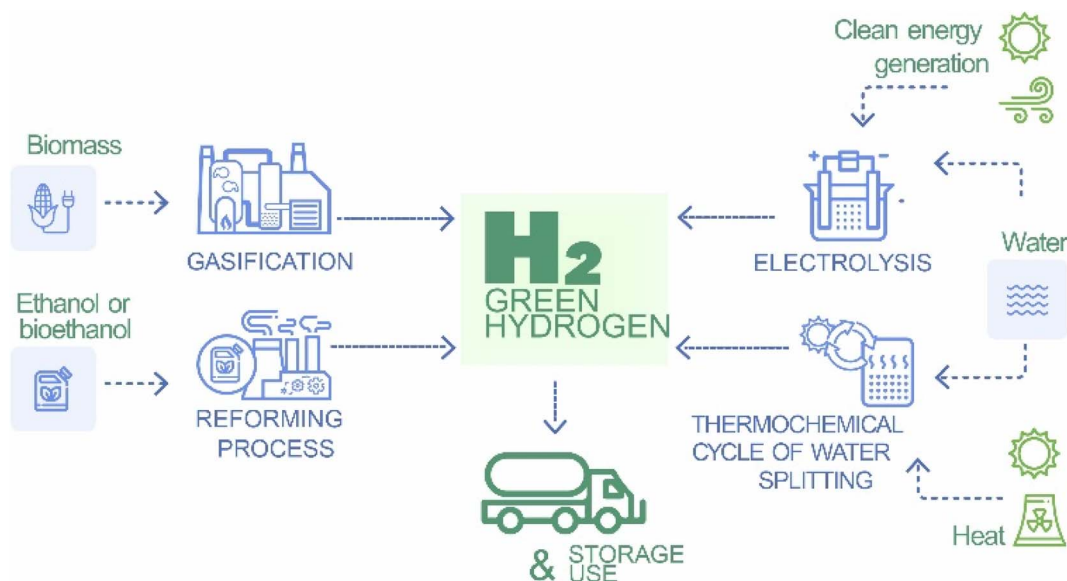 Clean energy
generation
Biomass
GASIFICATION
Ethanol or
bioethanol
REFORMING
PROCESS
H2
GREEN
HYDROGEN
+
-
ELECTROLYSIS
Water
THERMOCHEMICAL
CYCLE OF WATER
SPLITTING
Heat
& STORAGE
USE